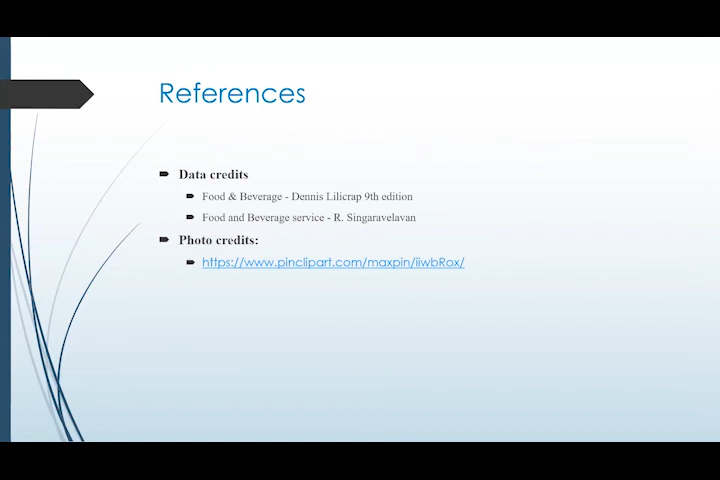 References
Data credits
Food & Beverage - Dennis Lilicrap 9th edition
Food and Beverage service - R. Singaravelavan
Photo credits:
https://www.pinclipart.com/maxpin/iiwbRox/